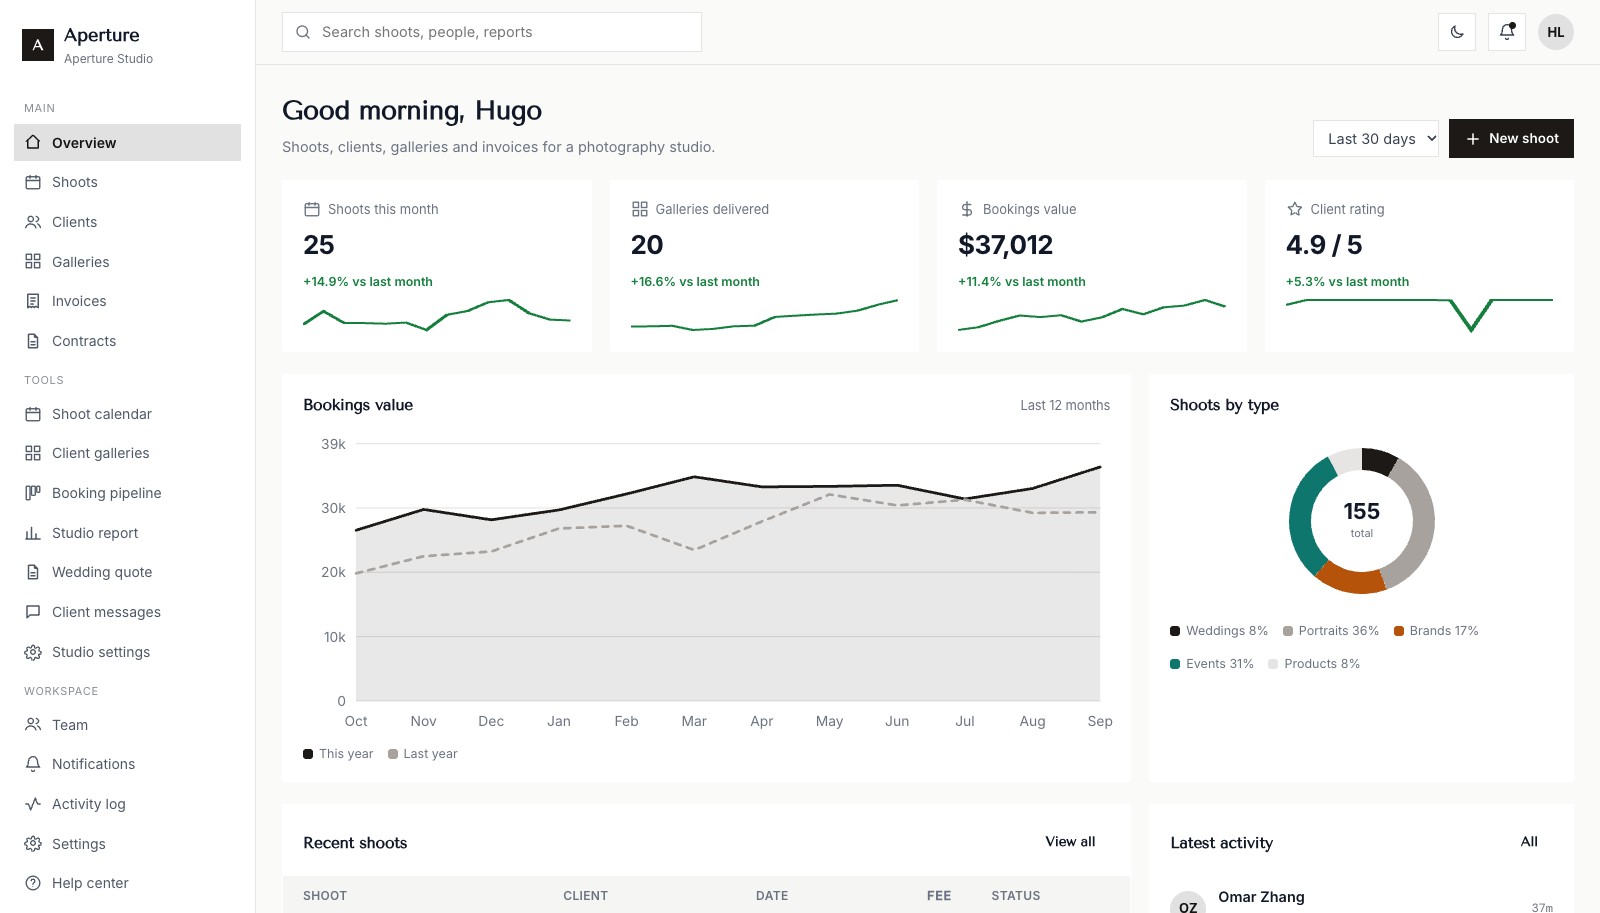 A
Aperture
Aperture Studio
MAIN
Overview
Shoots
Clients
Galleries
Invoices
Contracts
TOOLS
Shoot calendar
Client galleries
Booking pipeline
Studio report
Wedding quote
Client messages
Studio settings
WORKSPACE
Team
Notifications
Activity log
Settings
Help center
Search shoots, people, reports
HL
Good morning, Hugo
Shoots, clients, galleries and invoices for a photography studio.
Last 30 days
New shoot
Shoots this month
25
+14.9% vs last month
Galleries delivered
20
+16.6% vs last month
Bookings value
$37,012
+11.4% vs last month
Client rating
4.9 / 5
+5.3% vs last month
Bookings value
Last 12 months
39k
30k
20k
10k
0
Oct Nov Dec Jan Feb Mar Apr May Jun Jul Aug Sep
This year Last year
Shoots by type
155
total
Weddings 8% Portraits 36% Brands 17%
Events 31% Products 8%
Recent shoots
View all
SHOOT CLIENT DATE FEE STATUS
Latest activity
All
OZ
Omar Zhang
37m